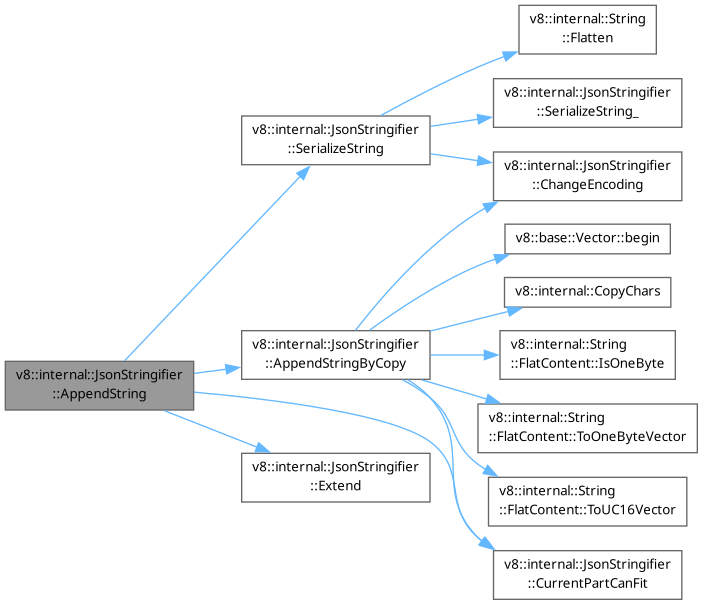 v8::internal::String
::Flatten
v8::internal::JsonStringifier
::SerializeString_
v8::internal::JsonStringifier
::SerializeString
v8::internal::JsonStringifier
::ChangeEncoding
v8::base::Vector::begin
v8::internal::CopyChars
v8::internal::JsonStringifier
::AppendStringByCopy
v8::internal::String
::FlatContent::IsOneByte
v8::internal::JsonStringifier
::AppendString
v8::internal::String
::FlatContent::ToOneByteVector
v8::internal::JsonStringifier
::Extend
v8::internal::String
::FlatContent::ToUC16Vector
v8::internal::JsonStringifier
::CurrentPartCanFit